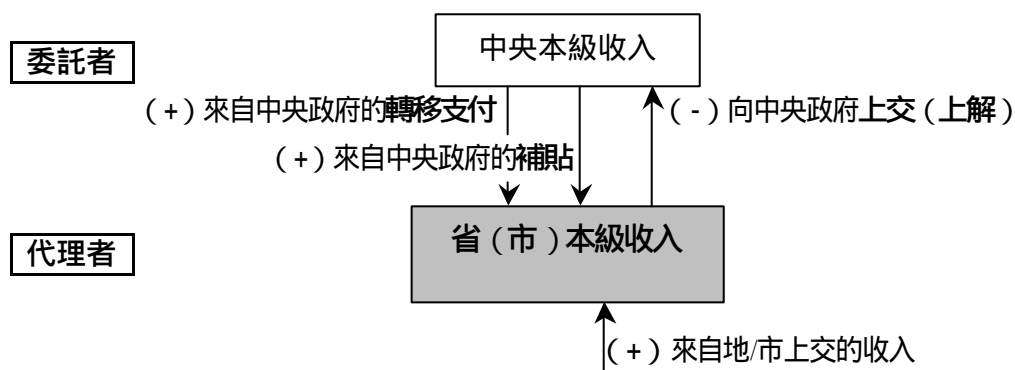 中央本級收入
委託者
(+)來自中央政府的轉移支付
(-)向中央政府上交(上解)
(+)來自中央政府的補貼
省(市)本級收入
代理者
(+)來自地/市上交的收入